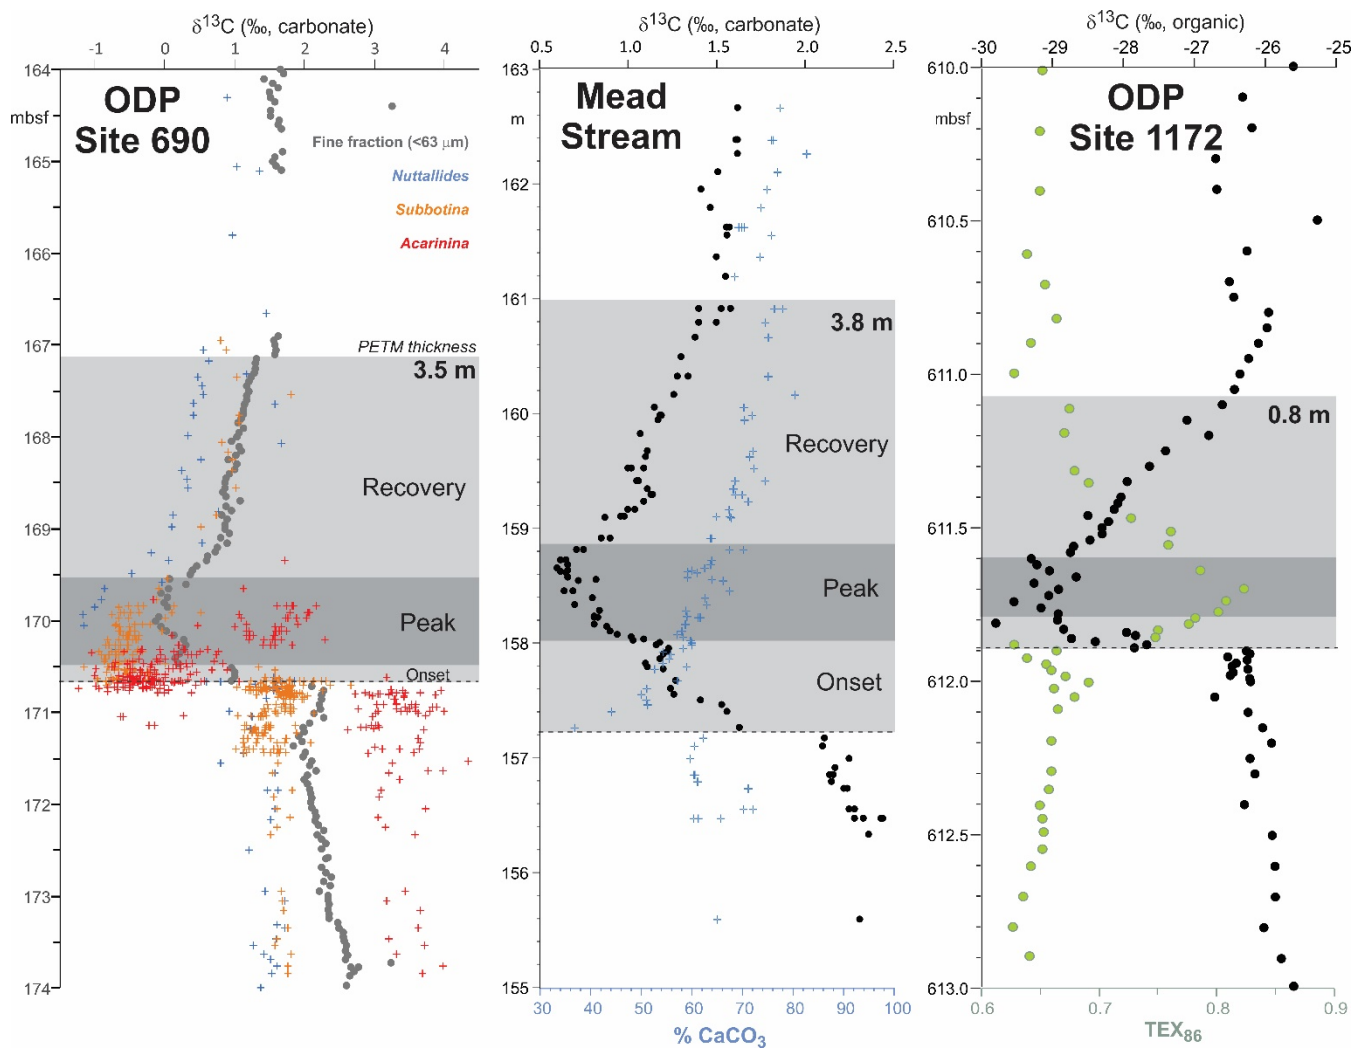 δ13C (‰, carbonate)
-1 0 1 2 3 4
164
mbsf
165
166
167
168
169
170
171
172
173
174
ODP
Site 690
Fine fraction (<63 µm)
Nuttallides
Subbotina
Acarinina
PETM thickness
3.5 m
Recovery
Peak
Onset
δ13C (‰, carbonate)
0.5 1.0 1.5 2.0 2.5
163
m
162
161
160
159
158
157
156
155
Mead
Stream
3.8 m
Recovery
Peak
Onset
30 40 50 60 70 80 90 100
% CaCO3
δ13C (‰, organic)
-30 -29 -28 -27 -26 -25
610.0
mbsf
610.5
611.0
611.5
612.0
612.5
613.0
ODP
Site 1172
0.8 m
0.6 0.7 0.8 0.9
TEX86